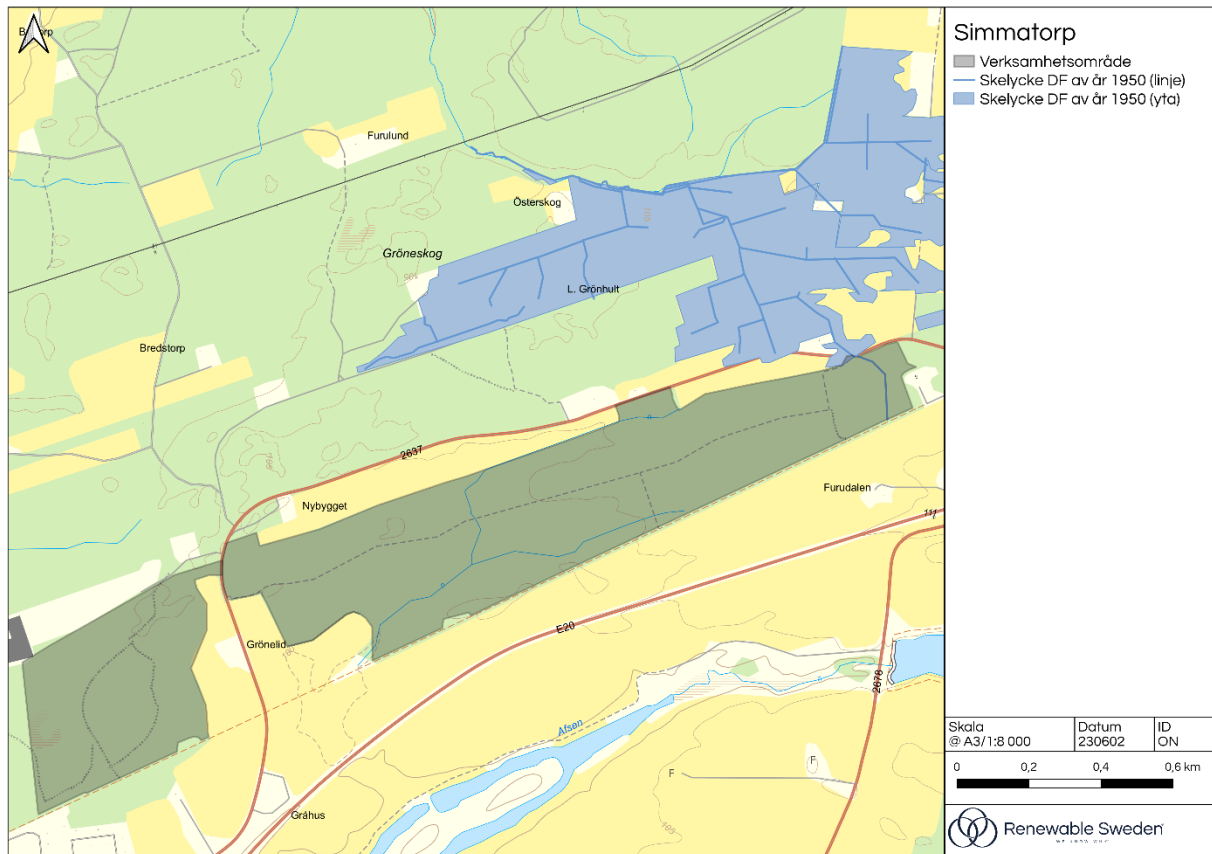 Simmatorp
Verksamhetsområde
Skelycke DF av år 1950 (linje)
Skelycke DF av år 1950 (yta)
Furulund
Österskog
Gröneskog
L. Grönhult
Bredstorp
2637
Nybygget
Furudalen
111
E20
Grönelid
2678
Afsen
F
F
Gråhus
Skala
@ A3/1:8 000
Datum
230602
ID
ON
0 0,2 0,4 0,6 km
Renewable Sweden